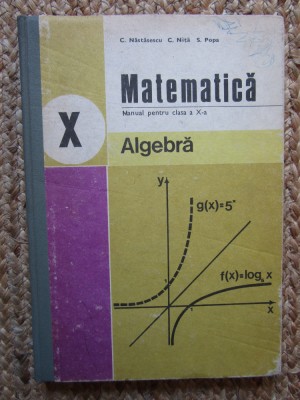 C. Năstăsescu C. Niță S. Popa
Matematică
Manual pentru clasa a X-a
X
Algebră
y
g(x)=5ˣ
f(x)=log₅ x
x